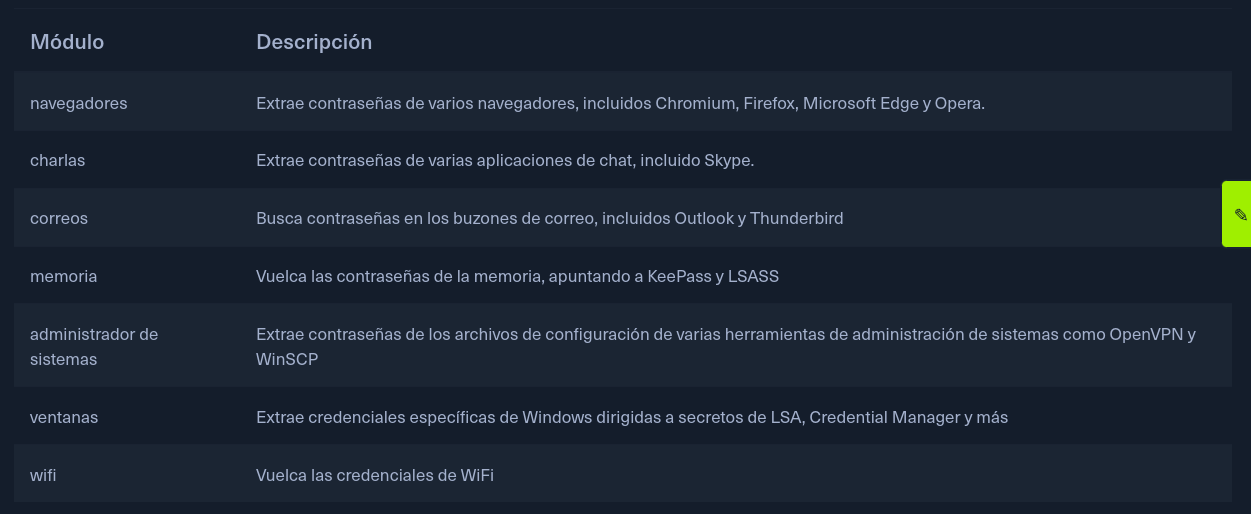 Módulo Descripción
navegadores Extrae contraseñas de varios navegadores, incluidos Chromium, Firefox, Microsoft Edge y Opera.
charlas Extrae contraseñas de varias aplicaciones de chat, incluido Skype.
correos Busca contraseñas en los buzones de correo, incluidos Outlook y Thunderbird
memoria Vuelca las contraseñas de la memoria, apuntando a KeePass y LSASS
administrador de Extrae contraseñas de los archivos de configuración de varias herramientas de administración de sistemas como OpenVPN y
sistemas WinSCP
ventanas Extrae credenciales específicas de Windows dirigidas a secretos de LSA, Credential Manager y más
wifi Vuelca las credenciales de WiFi